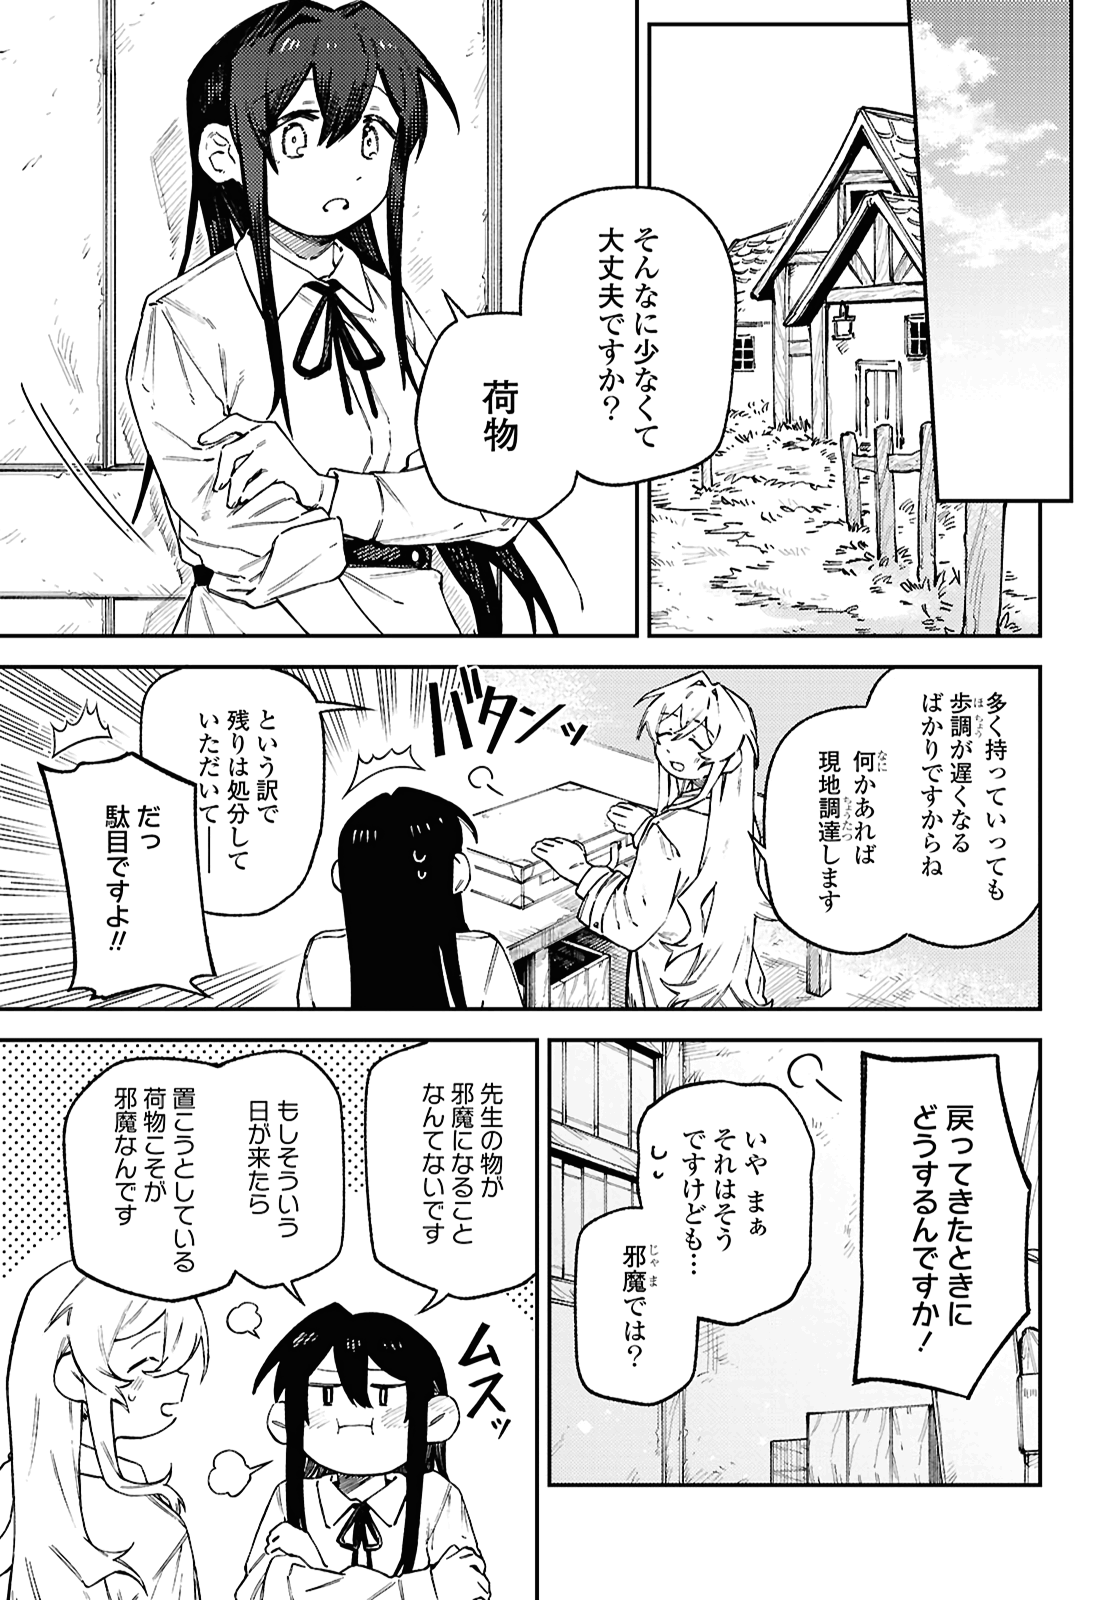 そんなに少なくて
大丈夫ですか？
荷物
多く持っていっても
歩調が遅くなる
ばかりですからね
何かあれば
現地調達します
バタンッ
という訳で
残りは処分して
いただいて――
だっ
駄目ですよ!!
戻ってきたときに
どうするんですか！
いや まぁ
それはそう
ですけども…
邪魔では？
先生の物が
邪魔になること
なんてないです
もしそういう
日が来たら
置こうとしている
荷物こそが
邪魔なんです
ムスッ